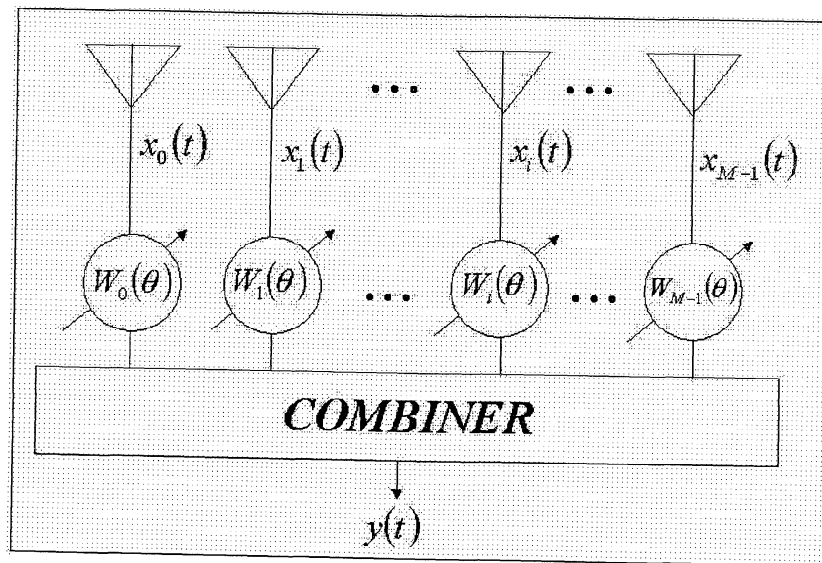 x₀(t) x₁(t) ••• xᵢ(t) ••• x_{M-1}(t)
W₀(θ) W₁(θ) ••• Wᵢ(θ) ••• W_{M-1}(θ)
COMBINER
y(t)